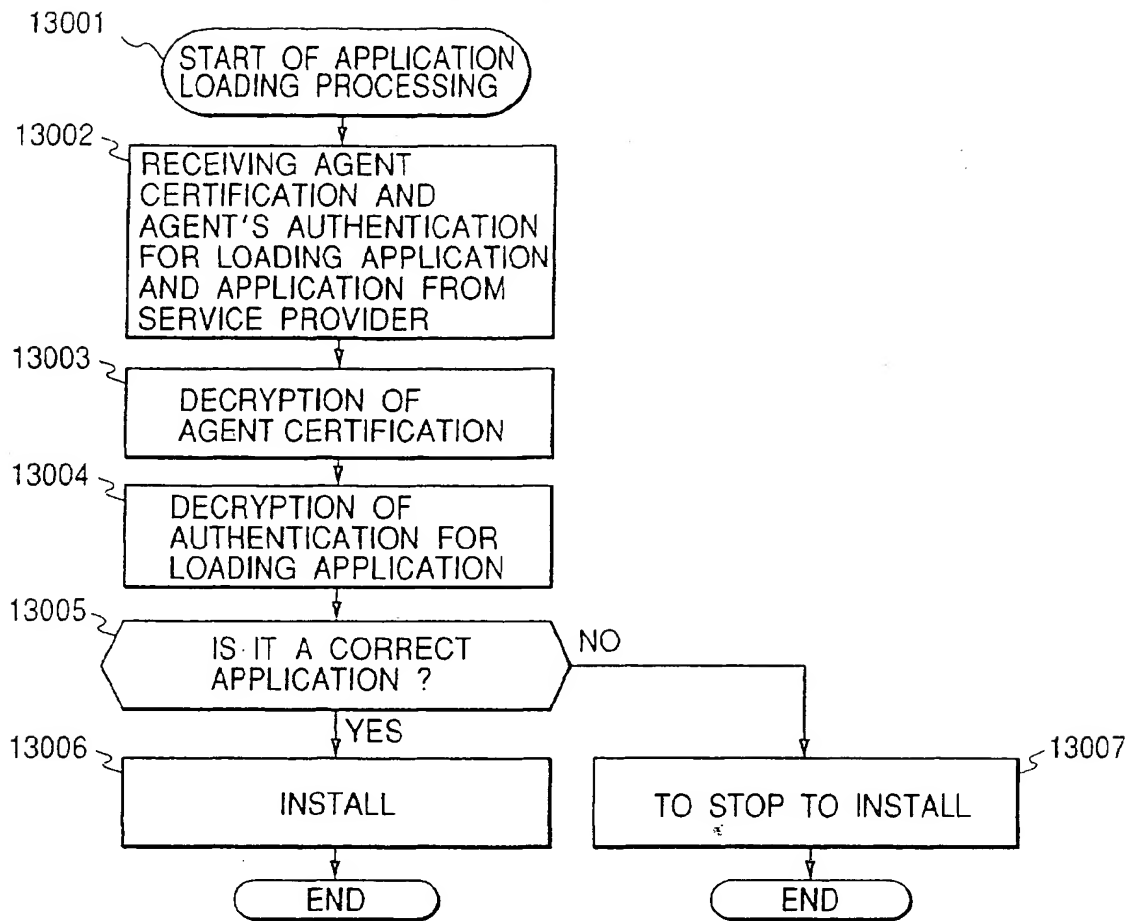 13001
START OF APPLICATION
LOADING PROCESSING
13002
RECEIVING AGENT
CERTIFICATION AND
AGENT'S AUTHENTICATION
FOR LOADING APPLICATION
AND APPLICATION FROM
SERVICE PROVIDER
13003
DECRYPTION OF
AGENT CERTIFICATION
13004
DECRYPTION OF
AUTHENTICATION FOR
LOADING APPLICATION
13005
IS IT A CORRECT
APPLICATION ?
NO
YES
13006
INSTALL
13007
TO STOP TO INSTALL
END
END